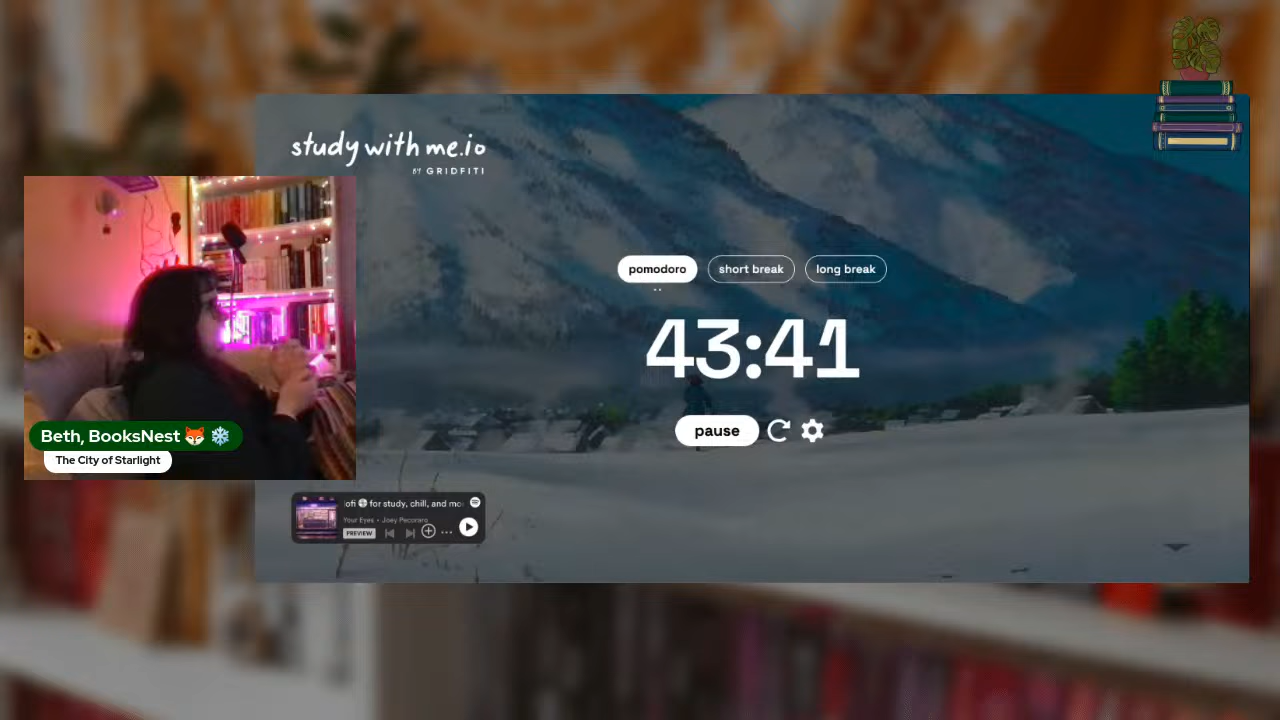 study with me.io
BY GRIDFITI
pomodoro
short break
long break
43:41
pause
Beth, BooksNest 🦊 ❄️
The City of Starlight
ofi 🌐 for study, chill, and mo
Your Eyes • Joey Pecoraro
PREVIEW